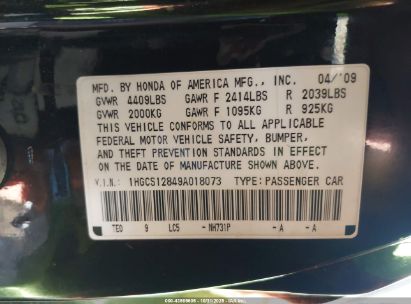 MFD. BY HONDA OF AMERICA MFG., INC. 04/09
GVWR 4409LBS GAWR F 2414LBS R 2039LBS
GVWR 2000KG GAWR F 1095KG R 925KG
THIS VEHICLE CONFORMS TO ALL APPLICABLE
FEDERAL MOTOR VEHICLE SAFETY, BUMPER,
AND THEFT PREVENTION STANDARDS IN EFFECT
ON THE DATE OF MANUFACTURE SHOWN ABOVE.
V.I.N.: 1HGCS12849A018073 TYPE: PASSENGER CAR
TE0 9 LC5 - NH731P - A - A